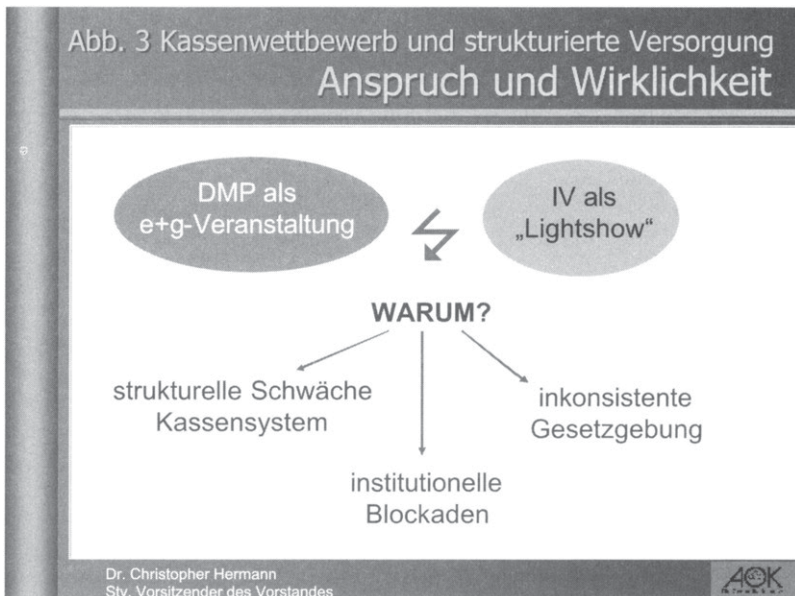 Abb. 3 Kassenwettbewerb und strukturierte Versorgung
Anspruch und Wirklichkeit
DMP als
e+g-Veranstaltung
IV als
„Lightshow“
WARUM?
strukturelle Schwäche
Kassensystem
inkonsistente
Gesetzgebung
institutionelle
Blockaden
Dr. Christopher Hermann
Stv. Vorsitzender des Vorstandes
AOK